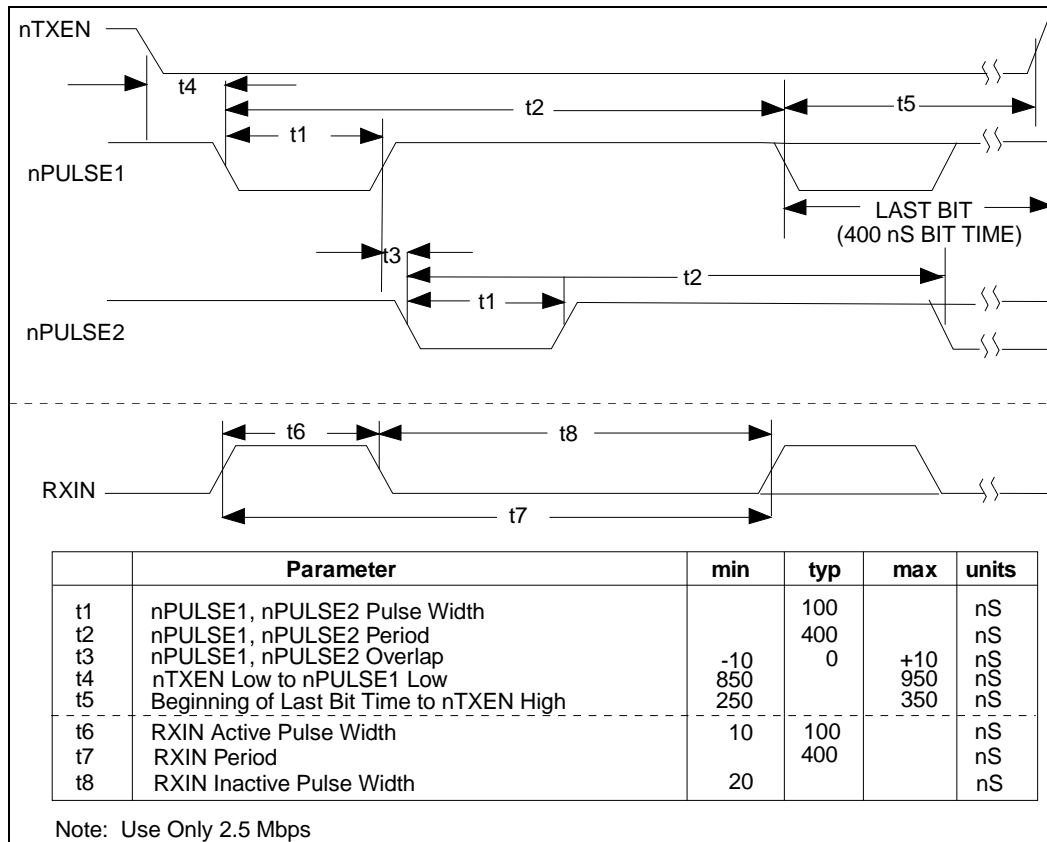 nTXEN
t4
t2
t5
t1
nPULSE1
LAST BIT
(400 nS BIT TIME)
t3
t2
t1
nPULSE2
t6
t8
RXIN
t7
Parameter min typ max units
t1 nPULSE1, nPULSE2 Pulse Width 100 nS
t2 nPULSE1, nPULSE2 Period 400 nS
t3 nPULSE1, nPULSE2 Overlap -10 0 +10 nS
t4 nTXEN Low to nPULSE1 Low 850 950 nS
t5 Beginning of Last Bit Time to nTXEN High 250 350 nS
t6 RXIN Active Pulse Width 10 100 nS
t7 RXIN Period 400 nS
t8 RXIN Inactive Pulse Width 20 nS
Note: Use Only 2.5 Mbps